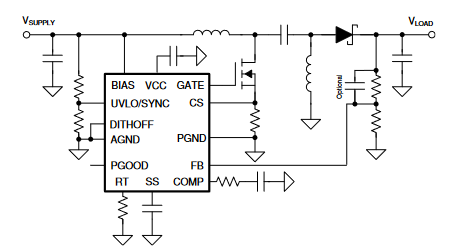 VSUPPLY VLOAD
BIAS VCC GATE
UVLO/SYNC CS
DITHOFF
AGND PGND
PGOOD FB
RT SS COMP
Optional